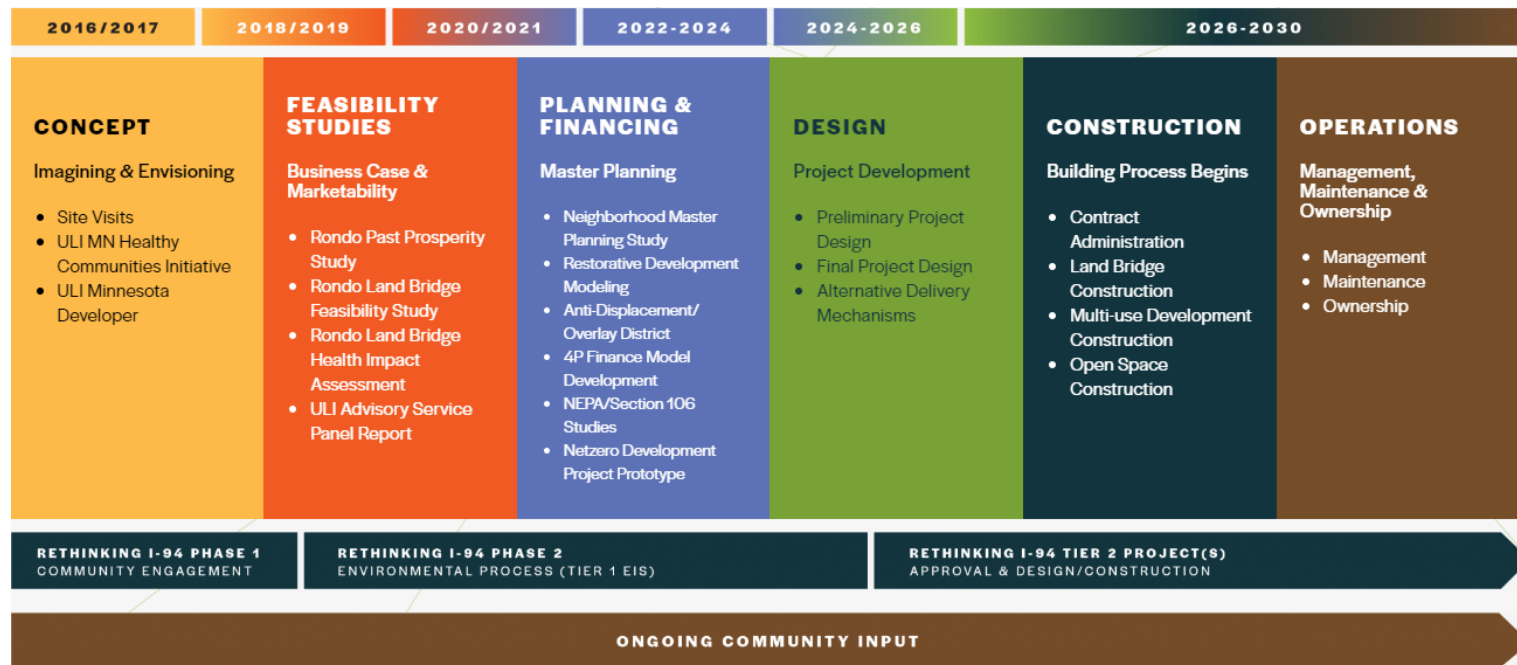 2016/2017
2018/2019
2020/2021
2022-2024
2024-2026
2026-2030
CONCEPT
Imagining & Envisioning
• Site Visits
• ULI MN Healthy
Communities Initiative
• ULI Minnesota
Developer
FEASIBILITY
STUDIES
Business Case &
Marketability
• Rondo Past Prosperity
Study
• Rondo Land Bridge
Feasibility Study
• Rondo Land Bridge
Health Impact
Assessment
• ULI Advisory Service
Panel Report
PLANNING &
FINANCING
Master Planning
• Neighborhood Master
Planning Study
• Restorative Development
Modeling
• Anti-Displacement/
Overlay District
• 4P Finance Model
Development
• NEPA/Section 106
Studies
• Netzero Development
Project Prototype
DESIGN
Project Development
• Preliminary Project
Design
• Final Project Design
• Alternative Delivery
Mechanisms
CONSTRUCTION
Building Process Begins
• Contract
Administration
• Land Bridge
Construction
• Multi-use Development
Construction
• Open Space
Construction
OPERATIONS
Management,
Maintenance &
Ownership
• Management
• Maintenance
• Ownership
RETHINKING I-94 PHASE 1
COMMUNITY ENGAGEMENT
RETHINKING I-94 PHASE 2
ENVIRONMENTAL PROCESS (TIER 1 EIS)
RETHINKING I-94 TIER 2 PROJECT(S)
APPROVAL & DESIGN/CONSTRUCTION
ONGOING COMMUNITY INPUT